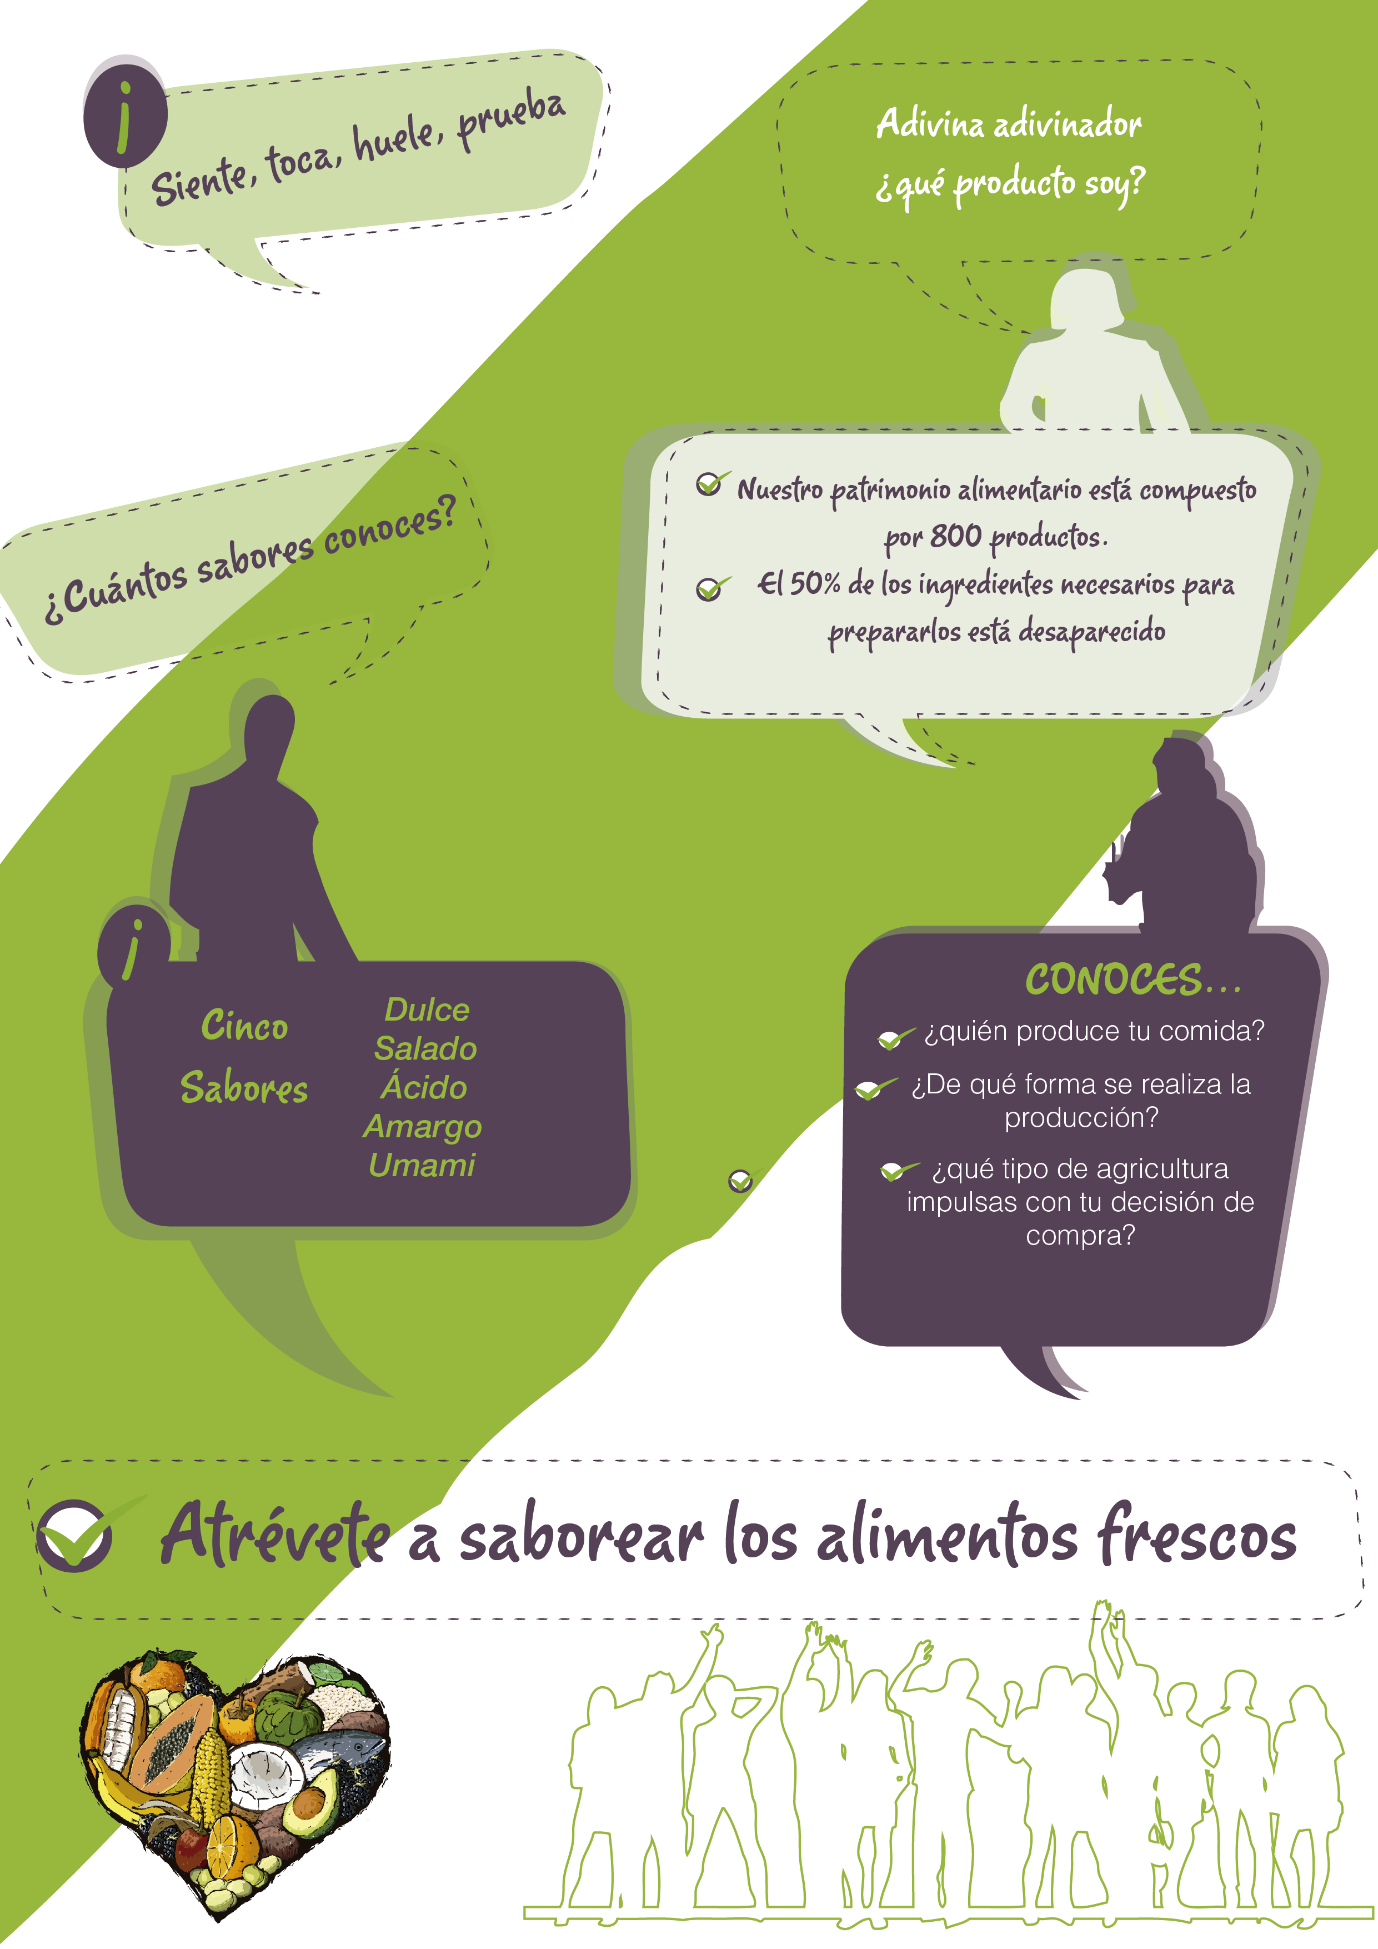 i
Siente, toca, huele, prueba
Adivina adivinador
¿qué producto soy?
¿Cuántos sabores conoces?
Nuestro patrimonio alimentario está compuesto
por 800 productos.
El 50% de los ingredientes necesarios para
prepararlos está desaparecido
i
Cinco
Sabores
Dulce
Salado
Ácido
Amargo
Umami
CONOCES...
¿quién produce tu comida?
¿De qué forma se realiza la
producción?
¿qué tipo de agricultura
impulsas con tu decisión de
compra?
Atrévete a saborear los alimentos frescos